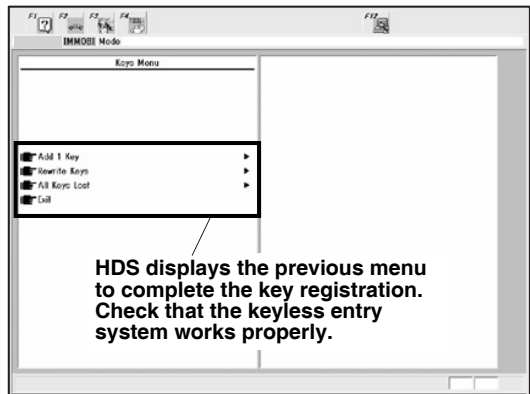 F1 F2 F3 F4 F12
IMMOBI Mode
Keys Menu
Add 1 Key
Rewrite Keys
All Keys Lost
Exit
HDS displays the previous menu
to complete the key registration.
Check that the keyless entry
system works properly.